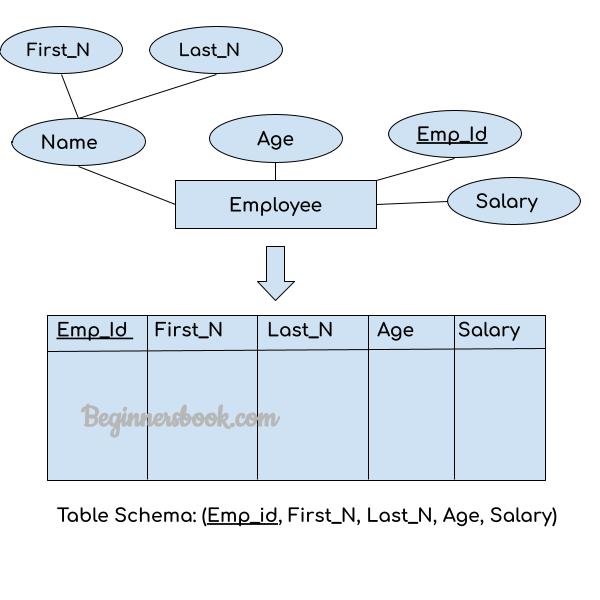 First_N Last_N
Name Age Emp_Id
Employee Salary
Emp_Id First_N Last_N Age Salary
Beginnersbook.com
Table Schema: (Emp_id, First_N, Last_N, Age, Salary)